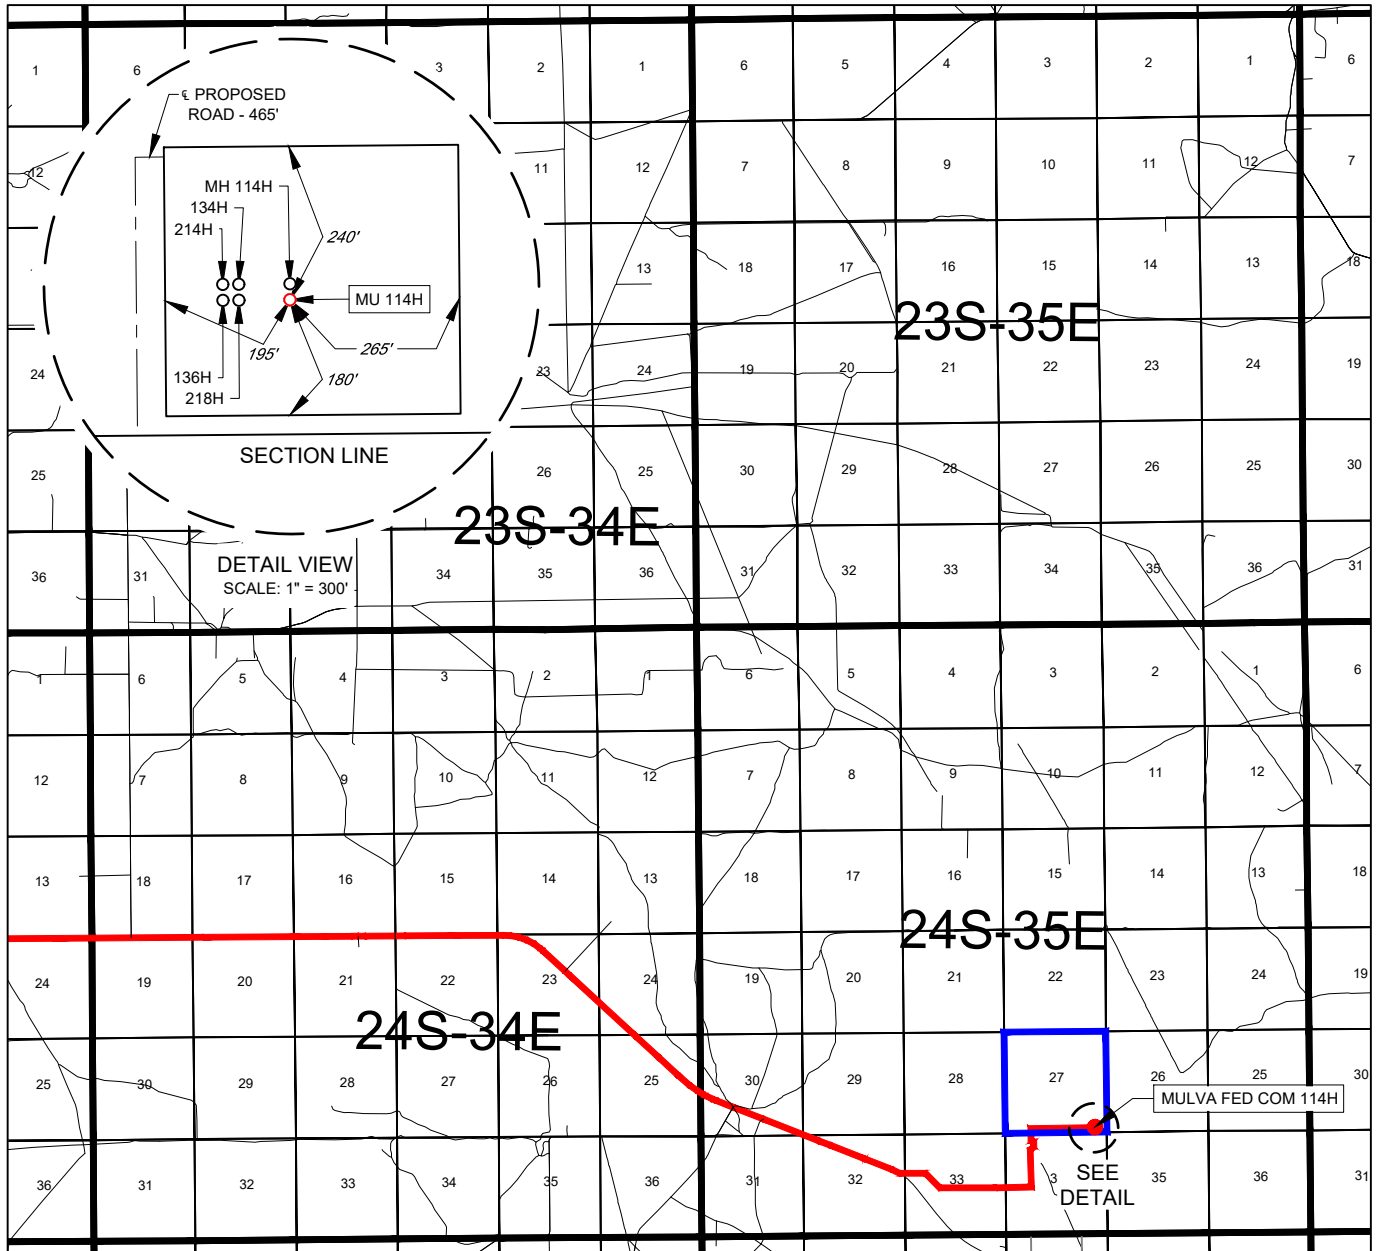 1 6 3 2 1 6 5 4 3 2 1 6
℄ PROPOSED
ROAD - 465'
12 11 12 7 8 9 10 11 12 7
MH 114H
134H
214H
240'
MU 114H
195'
265'
180'
136H
218H
SECTION LINE
13 18 17 16 15 14 13 18
23S-35E
24 23 24 19 20 21 22 23 24 19
25 26 25 30 29 28 27 26 25 30
23S-34E
DETAIL VIEW
SCALE: 1" = 300'
36 31 34 35 36 31 32 33 34 35 36 31
1 6 5 4 3 2 1 6 5 4 3 2 1 6
12 7 8 9 10 11 12 7 8 9 10 11 12 7
13 18 17 16 15 14 13 18 17 16 15 14 13 18
24S-35E
24 19 20 21 22 23 24 19 20 21 22 23 24 19
24S-34E
25 30 29 28 27 26 25 30 29 28 27 26 25 30
MULVA FED COM 114H
36 31 32 33 34 35 36 31 32 33 3 35 36 31
SEE
DETAIL